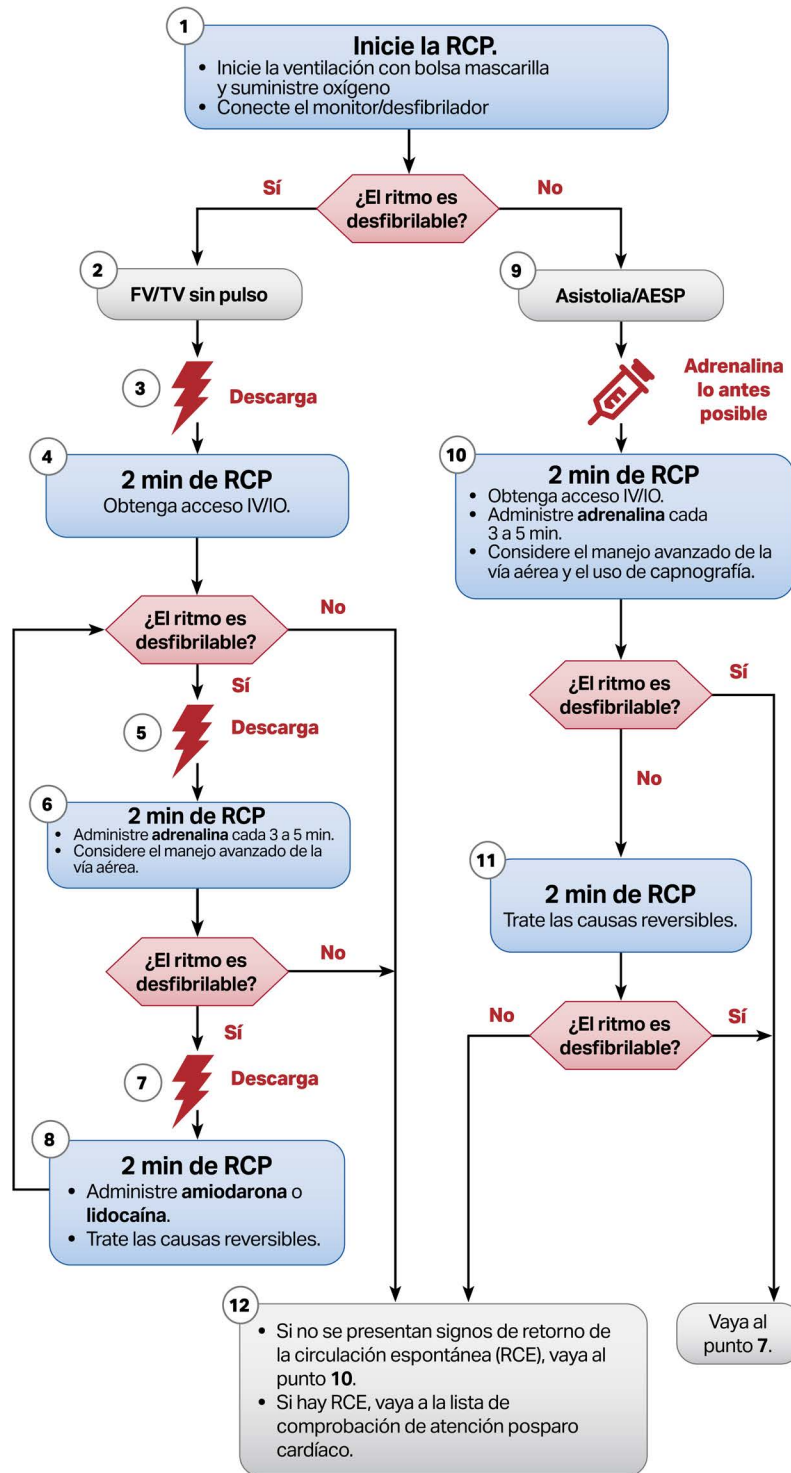 1
Inicie la RCP.
• Inicie la ventilación con bolsa mascarilla
y suministre oxígeno
• Conecte el monitor/desfibrilador
¿El ritmo es
desfibrilable?
Sí
No
2
FV/TV sin pulso
3
Descarga
4
2 min de RCP
Obtenga acceso IV/IO.
¿El ritmo es
desfibrilable?
No
Sí
5
Descarga
6
2 min de RCP
• Administre adrenalina cada 3 a 5 min.
• Considere el manejo avanzado de la
vía aérea.
¿El ritmo es
desfibrilable?
No
Sí
7
Descarga
8
2 min de RCP
• Administre amiodarona o
lidocaína.
• Trate las causas reversibles.
9
Asistolia/AESP
Adrenalina
lo antes
posible
10
2 min de RCP
• Obtenga acceso IV/IO.
• Administre adrenalina cada
3 a 5 min.
• Considere el manejo avanzado de la
vía aérea y el uso de capnografía.
¿El ritmo es
desfibrilable?
Sí
No
11
2 min de RCP
Trate las causas reversibles.
¿El ritmo es
desfibrilable?
No
Sí
12
• Si no se presentan signos de retorno de
la circulación espontánea (RCE), vaya al
punto 10.
• Si hay RCE, vaya a la lista de
comprobación de atención posparo
cardíaco.
Vaya al
punto 7.